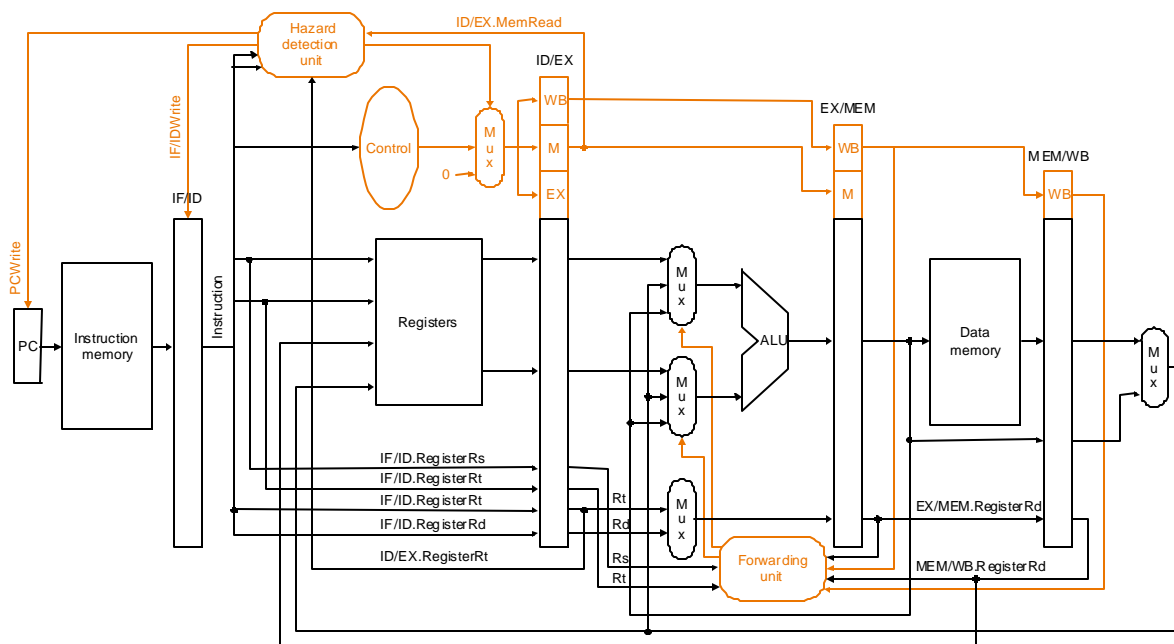 ID/EX.MemRead
Hazard
detection
unit
ID/EX
WB
EX/MEM
IF/IDWrite
Control
M
u
x
M
WB
MEM/WB
0
EX
M
WB
IF/ID
PCWrite
Instruction
M
u
x
PC
Instruction
memory
Registers
ALU
Data
memory
M
u
x
M
u
x
IF/ID.RegisterRs
IF/ID.RegisterRt
IF/ID.RegisterRt
IF/ID.RegisterRd
Rt
Rd
M
u
x
EX/MEM.RegisterRd
ID/EX.RegisterRt
Rs
Rt
Forwarding
unit
MEM/WB.RegisterRd